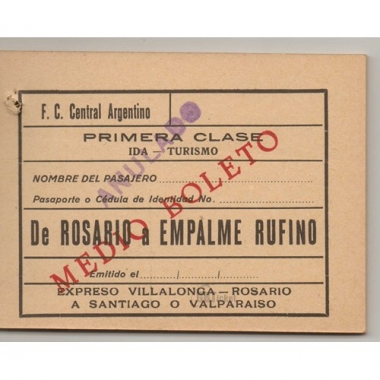 F. C. Central Argentino
PRIMERA CLASE
IDA — TURISMO
NOMBRE DEL PASAJERO
Pasaporte o Cédula de Identidad No.
De ROSARIO a EMPALME RUFINO
Emitido el / /
EXPRESO VILLALONGA — ROSARIO
A SANTIAGO O VALPARAISO
ANULADO
MEDIO BOLETO